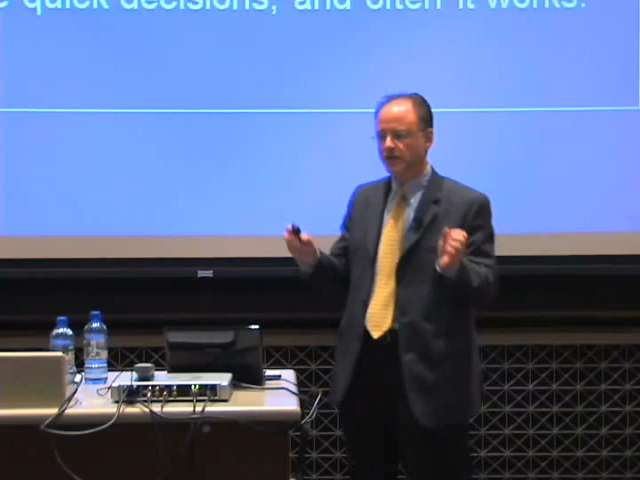 quick decisions, and often it works.